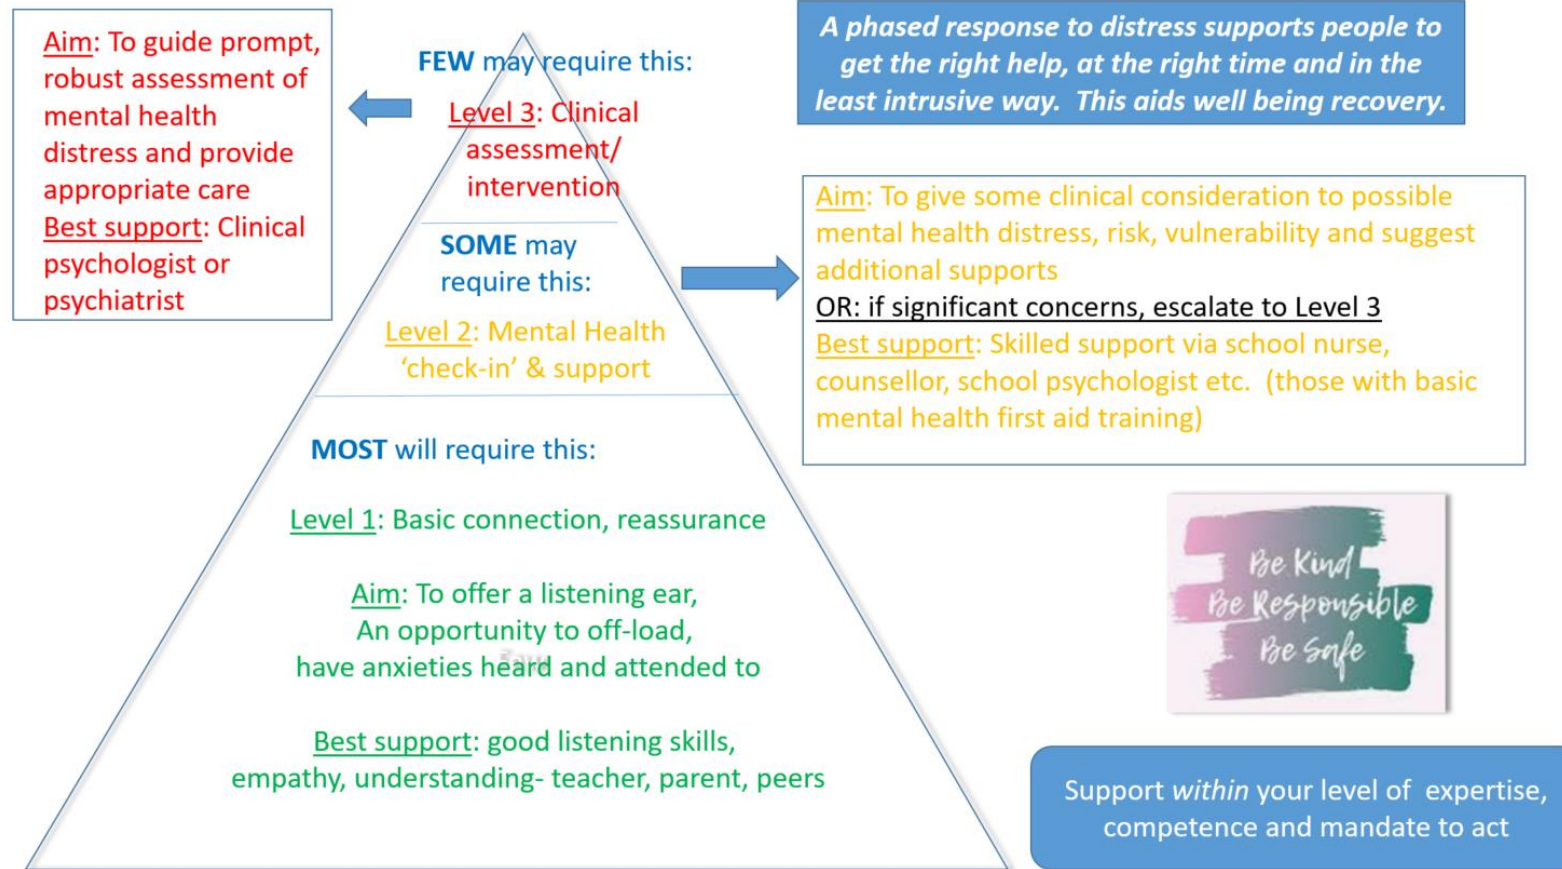 Aim: To guide prompt,
robust assessment of
mental health
distress and provide
appropriate care
Best support: Clinical
psychologist or
psychiatrist
FEW may require this:
Level 3: Clinical
assessment/
intervention
A phased response to distress supports people to
get the right help, at the right time and in the
least intrusive way.  This aids well being recovery.
SOME may
require this:
Level 2: Mental Health
‘check-in’ & support
Aim: To give some clinical consideration to possible
mental health distress, risk, vulnerability and suggest
additional supports
OR: if significant concerns, escalate to Level 3
Best support: Skilled support via school nurse,
counsellor, school psychologist etc.  (those with basic
mental health first aid training)
MOST will require this:
Level 1: Basic connection, reassurance
Aim: To offer a listening ear,
An opportunity to off-load,
have anxieties heard and attended to
Best support: good listening skills,
empathy, understanding- teacher, parent, peers
Be Kind
Be Responsible
Be Safe
Support within your level of  expertise,
competence and mandate to act